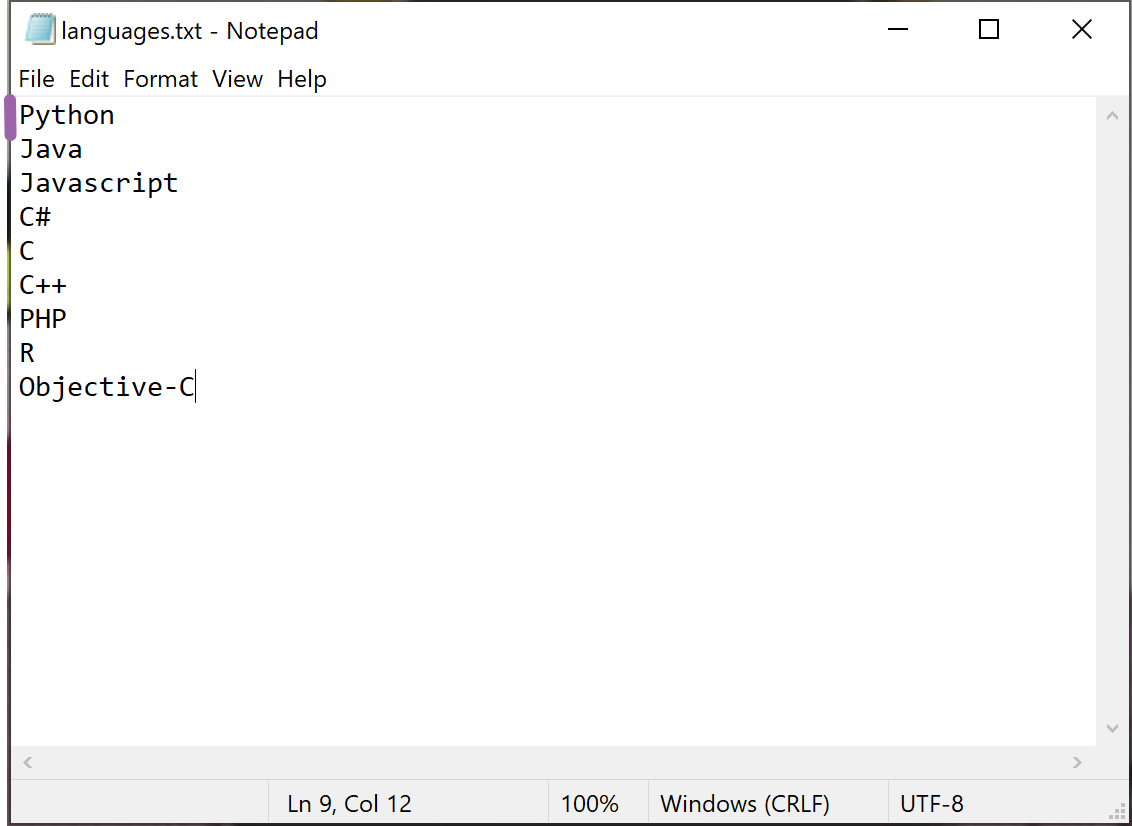 languages.txt - Notepad
File Edit Format View Help
Python
Java
Javascript
C#
C
C++
PHP
R
Objective-C
Ln 9, Col 12 100% Windows (CRLF) UTF-8